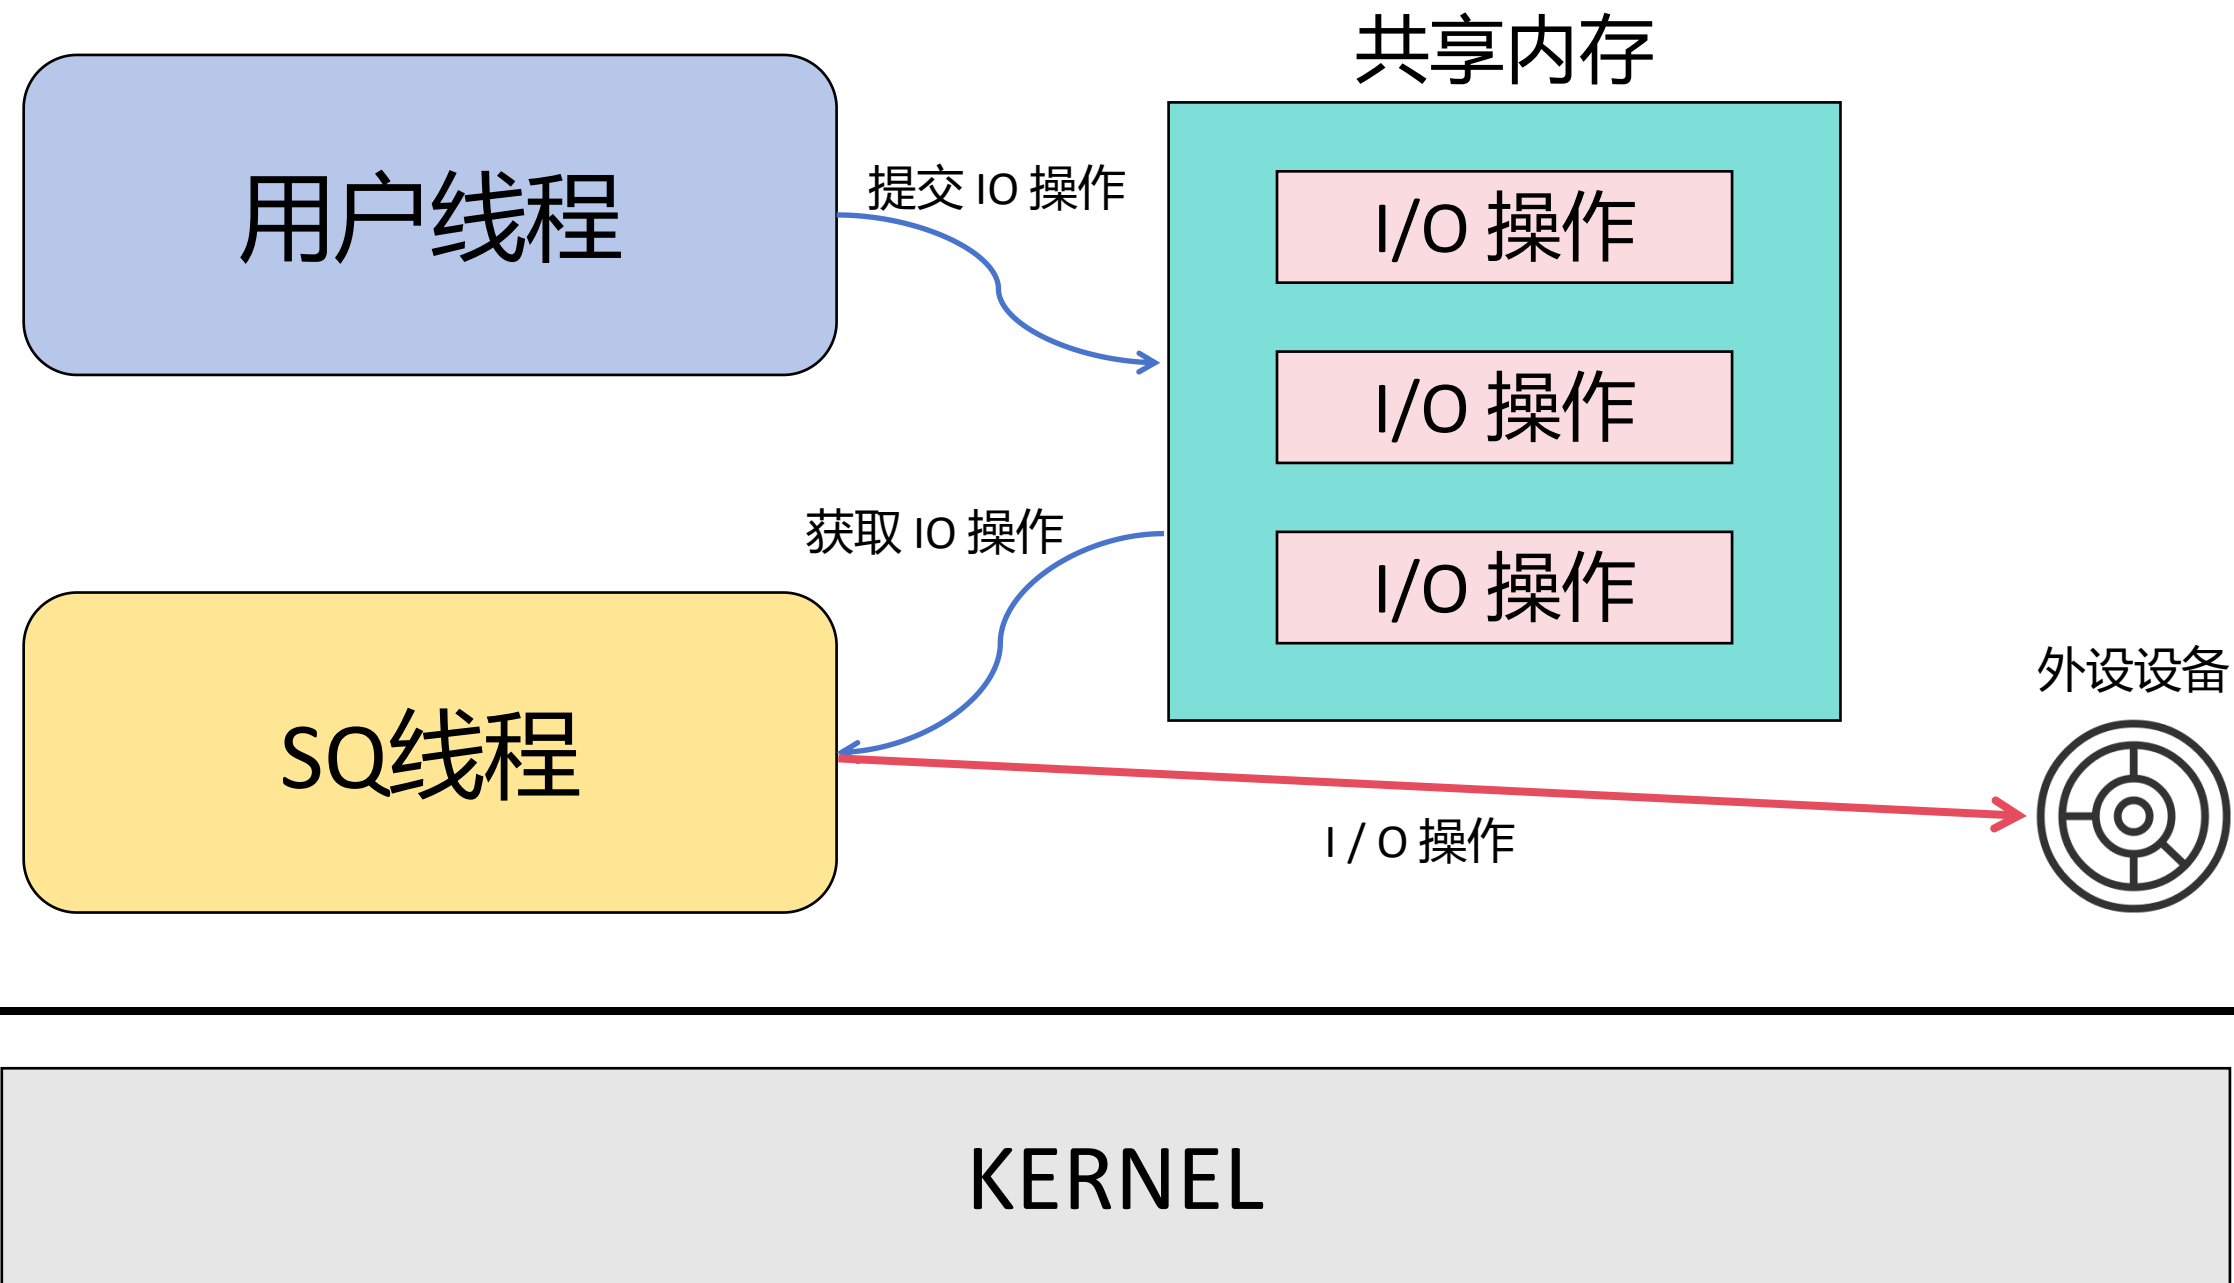 共享内存
用户线程
提交 IO 操作
I/O 操作
I/O 操作
获取 IO 操作
I/O 操作
外设设备
SQ线程
I / O 操作
KERNEL